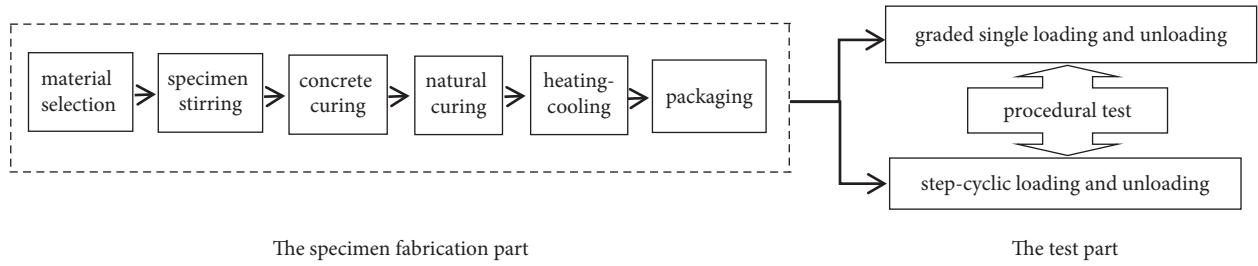 material
selection
specimen
stirring
concrete
curing
natural
curing
heating-
cooling
packaging
graded single loading and unloading
procedural test
step-cyclic loading and unloading
The specimen fabrication part
The test part